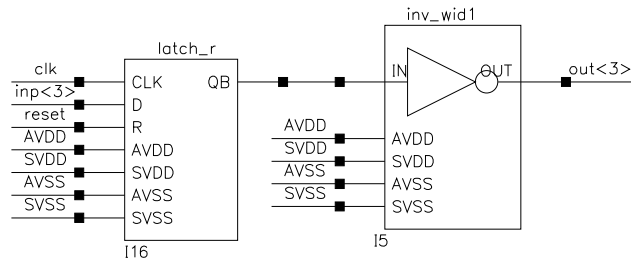 inv_wid1
latch_r
clk CLK QB IN OUT out<3>
inp<3> D
reset R
AVDD AVDD AVDD AVDD
SVDD SVDD SVDD SVDD
AVSS AVSS AVSS AVSS
SVSS SVSS SVSS SVSS
I16 I5